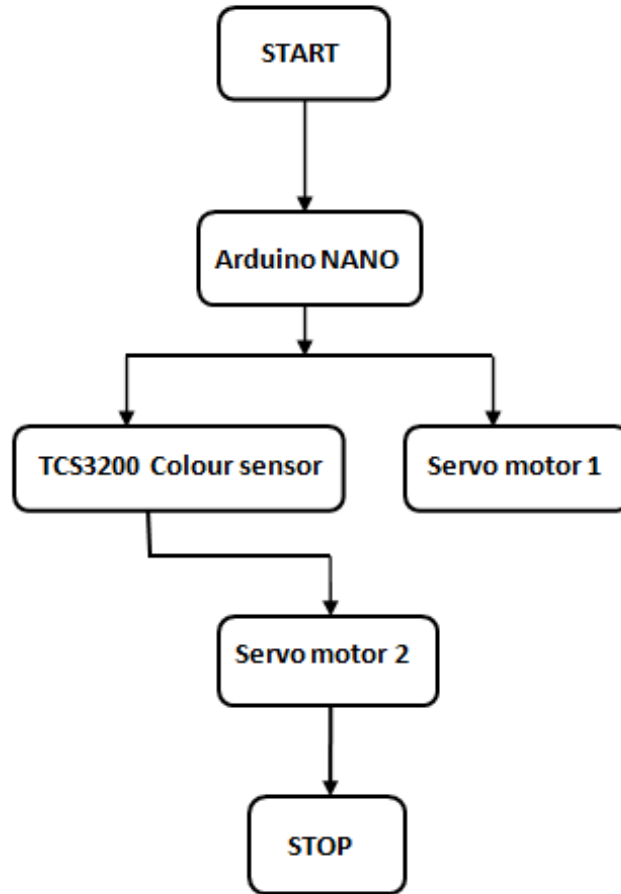 START
Arduino NANO
TCS3200 Colour sensor
Servo motor 1
Servo motor 2
STOP